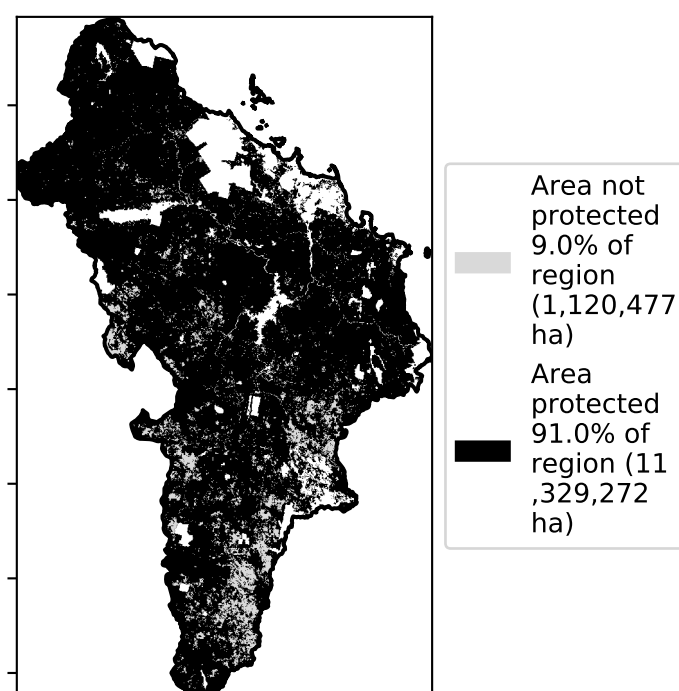 Area not
protected
9.0% of
region
(1,120,477
ha)
Area
protected
91.0% of
region (11
,329,272
ha)